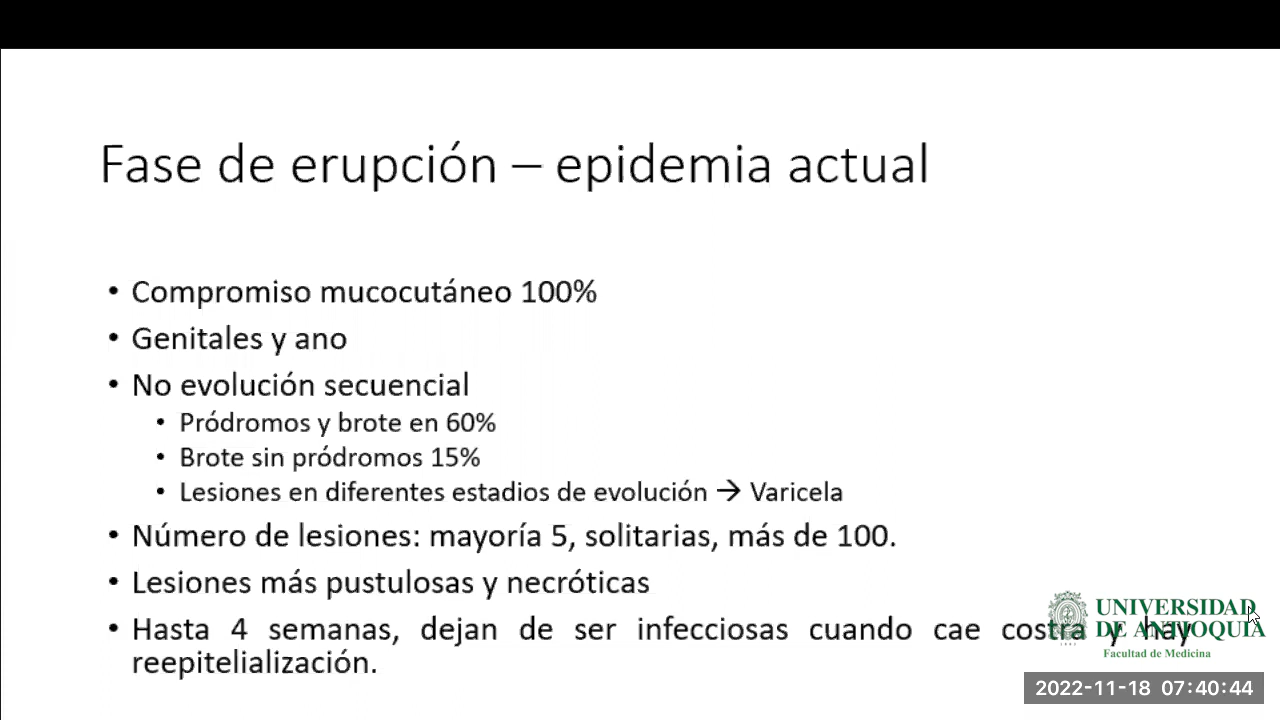 Fase de erupción – epidemia actual
• Compromiso mucocutáneo 100%
• Genitales y ano
• No evolución secuencial
• Pródromos y brote en 60%
• Brote sin pródromos 15%
• Lesiones en diferentes estadios de evolución → Varicela
• Número de lesiones: mayoría 5, solitarias, más de 100.
• Lesiones más pustulosas y necróticas
• Hasta 4 semanas, dejan de ser infecciosas cuando cae costra y hay
reepitelialización.
UNIVERSIDAD
DE ANTIOQUIA
Facultad de Medicina
2022-11-18 07:40:44